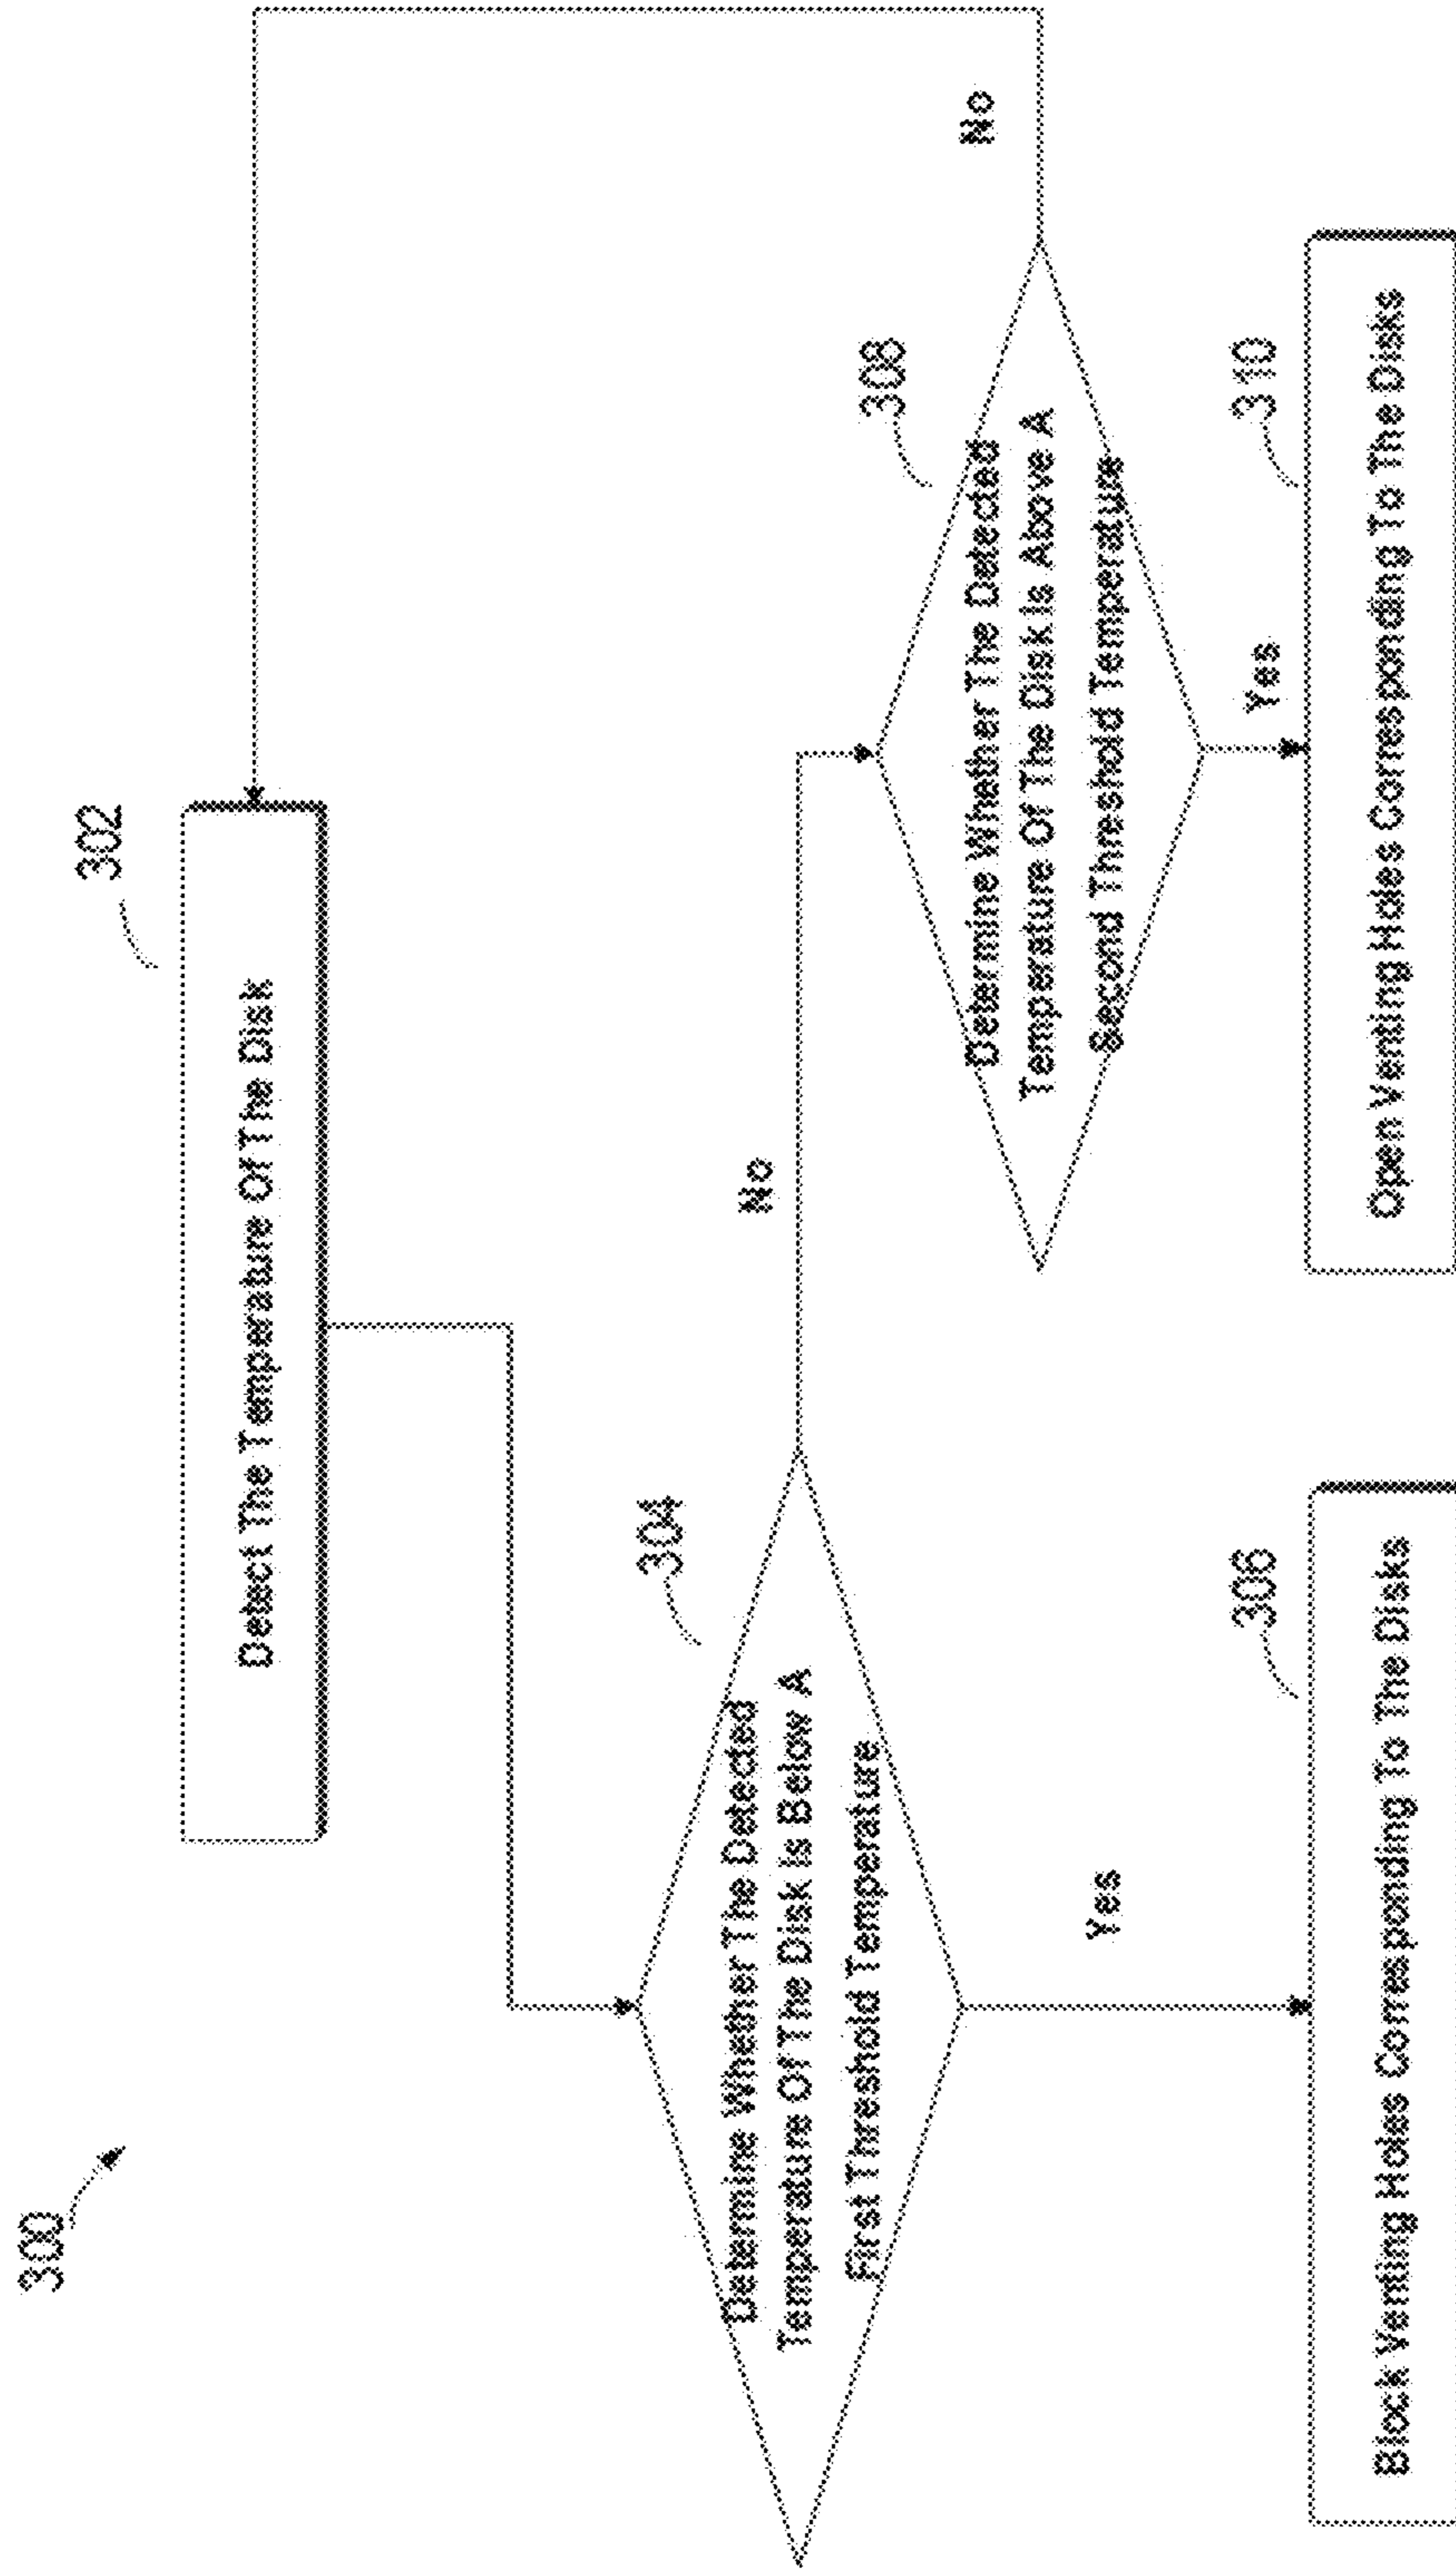 300
302
Detect The Temperature Of The Disk
304
Determine Whether The Detected
Temperature Of The Disk Is Below A
First Threshold Temperature
No
308
Determine Whether The Detected
Temperature Of The Disk Is Above A
Second Threshold Temperature
No
Yes
306
Block Venting Holes Corresponding To The Disks
Yes
310
Open Venting Holes Corresponding To The Disks